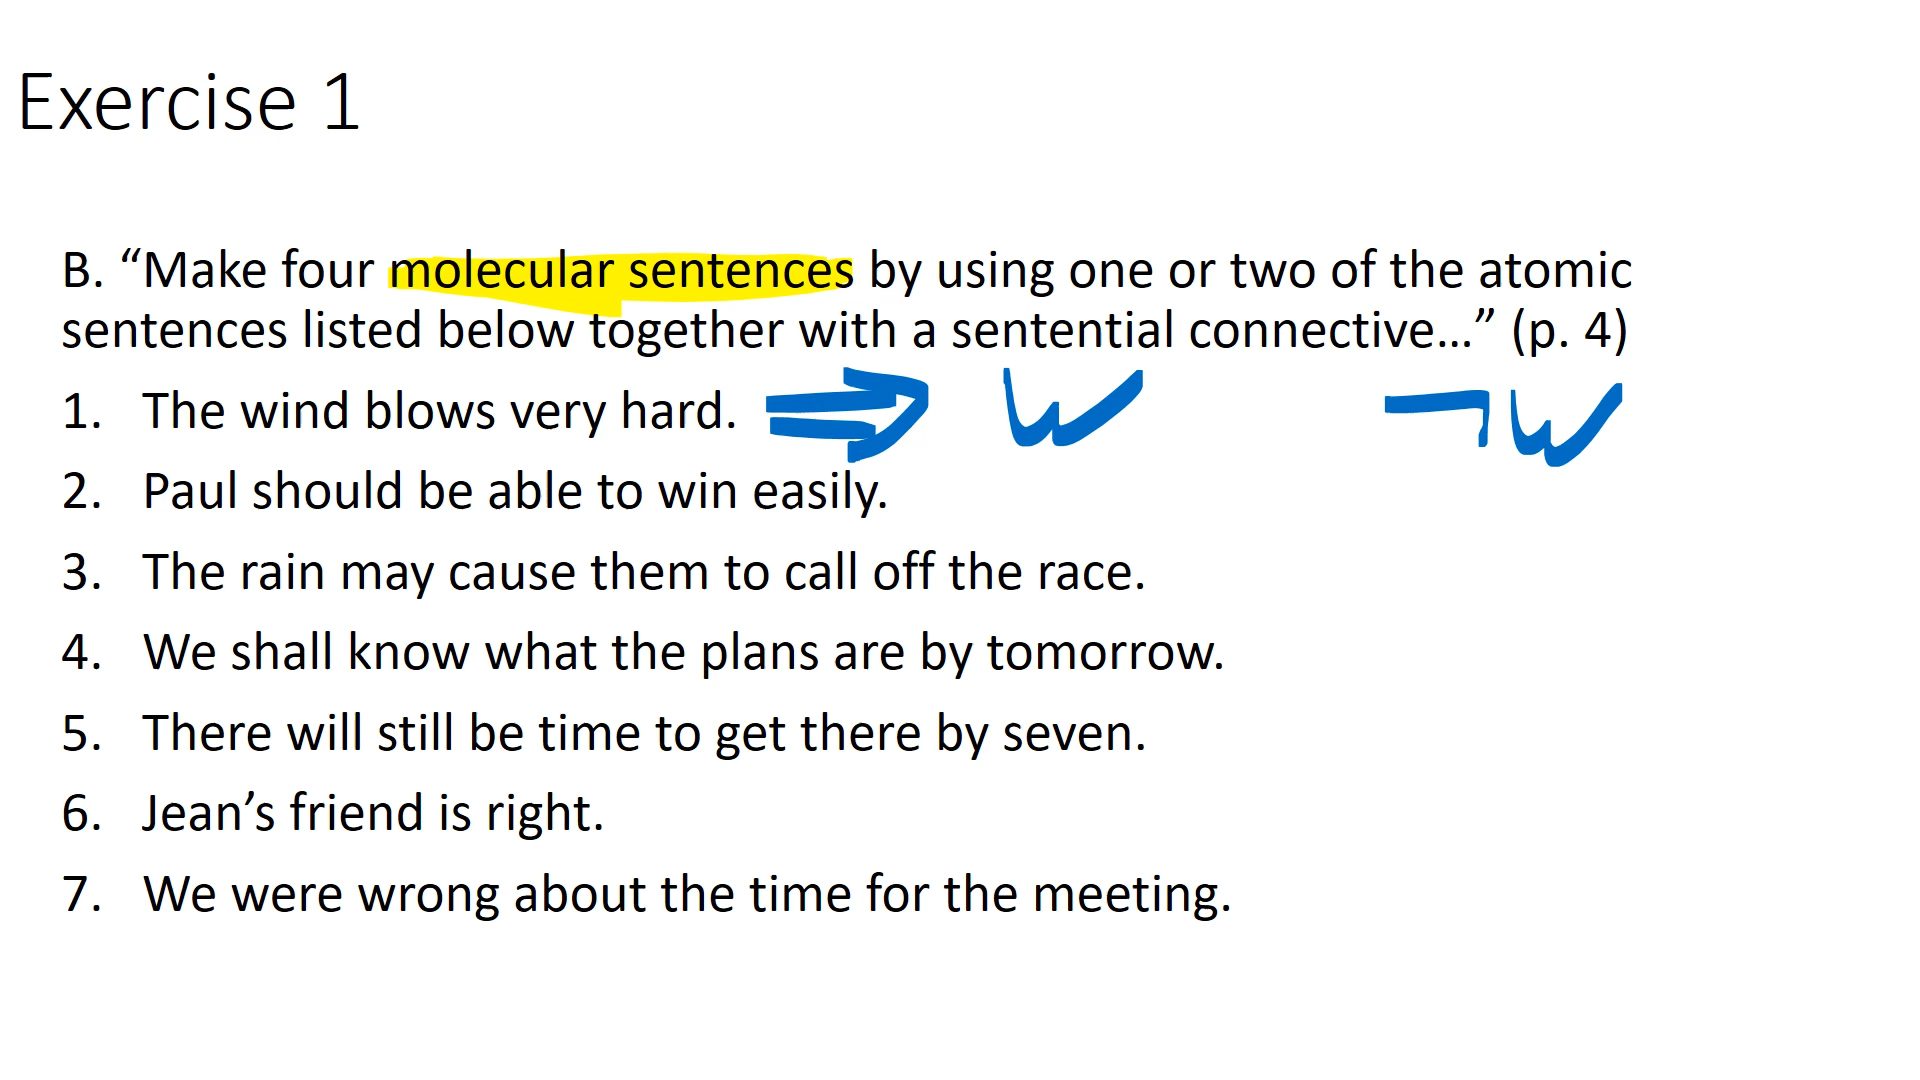 Exercise 1
B. “Make four molecular sentences by using one or two of the atomic
sentences listed below together with a sentential connective…” (p. 4)
1. The wind blows very hard. ⇒ W ¬W
2. Paul should be able to win easily.
3. The rain may cause them to call off the race.
4. We shall know what the plans are by tomorrow.
5. There will still be time to get there by seven.
6. Jean’s friend is right.
7. We were wrong about the time for the meeting.